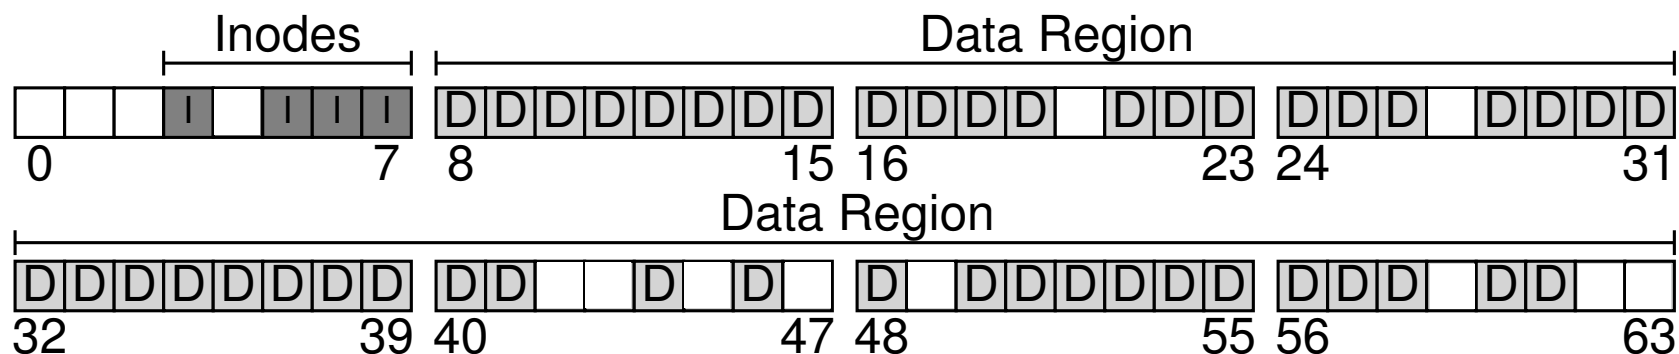 Inodes Data Region
I I I I D D D D D D D D D D D D D D D D D D D D D D
0 7 8 15 16 23 24 31
Data Region
D D D D D D D D D D D D D D D D D D D D D D D D
32 39 40 47 48 55 56 63